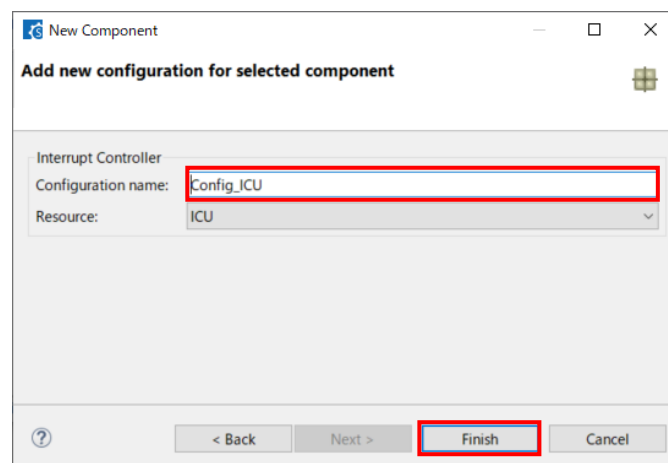 New Component
Add new configuration for selected component
Interrupt Controller
Configuration name: Config_ICU
Resource: ICU
< Back Next > Finish Cancel